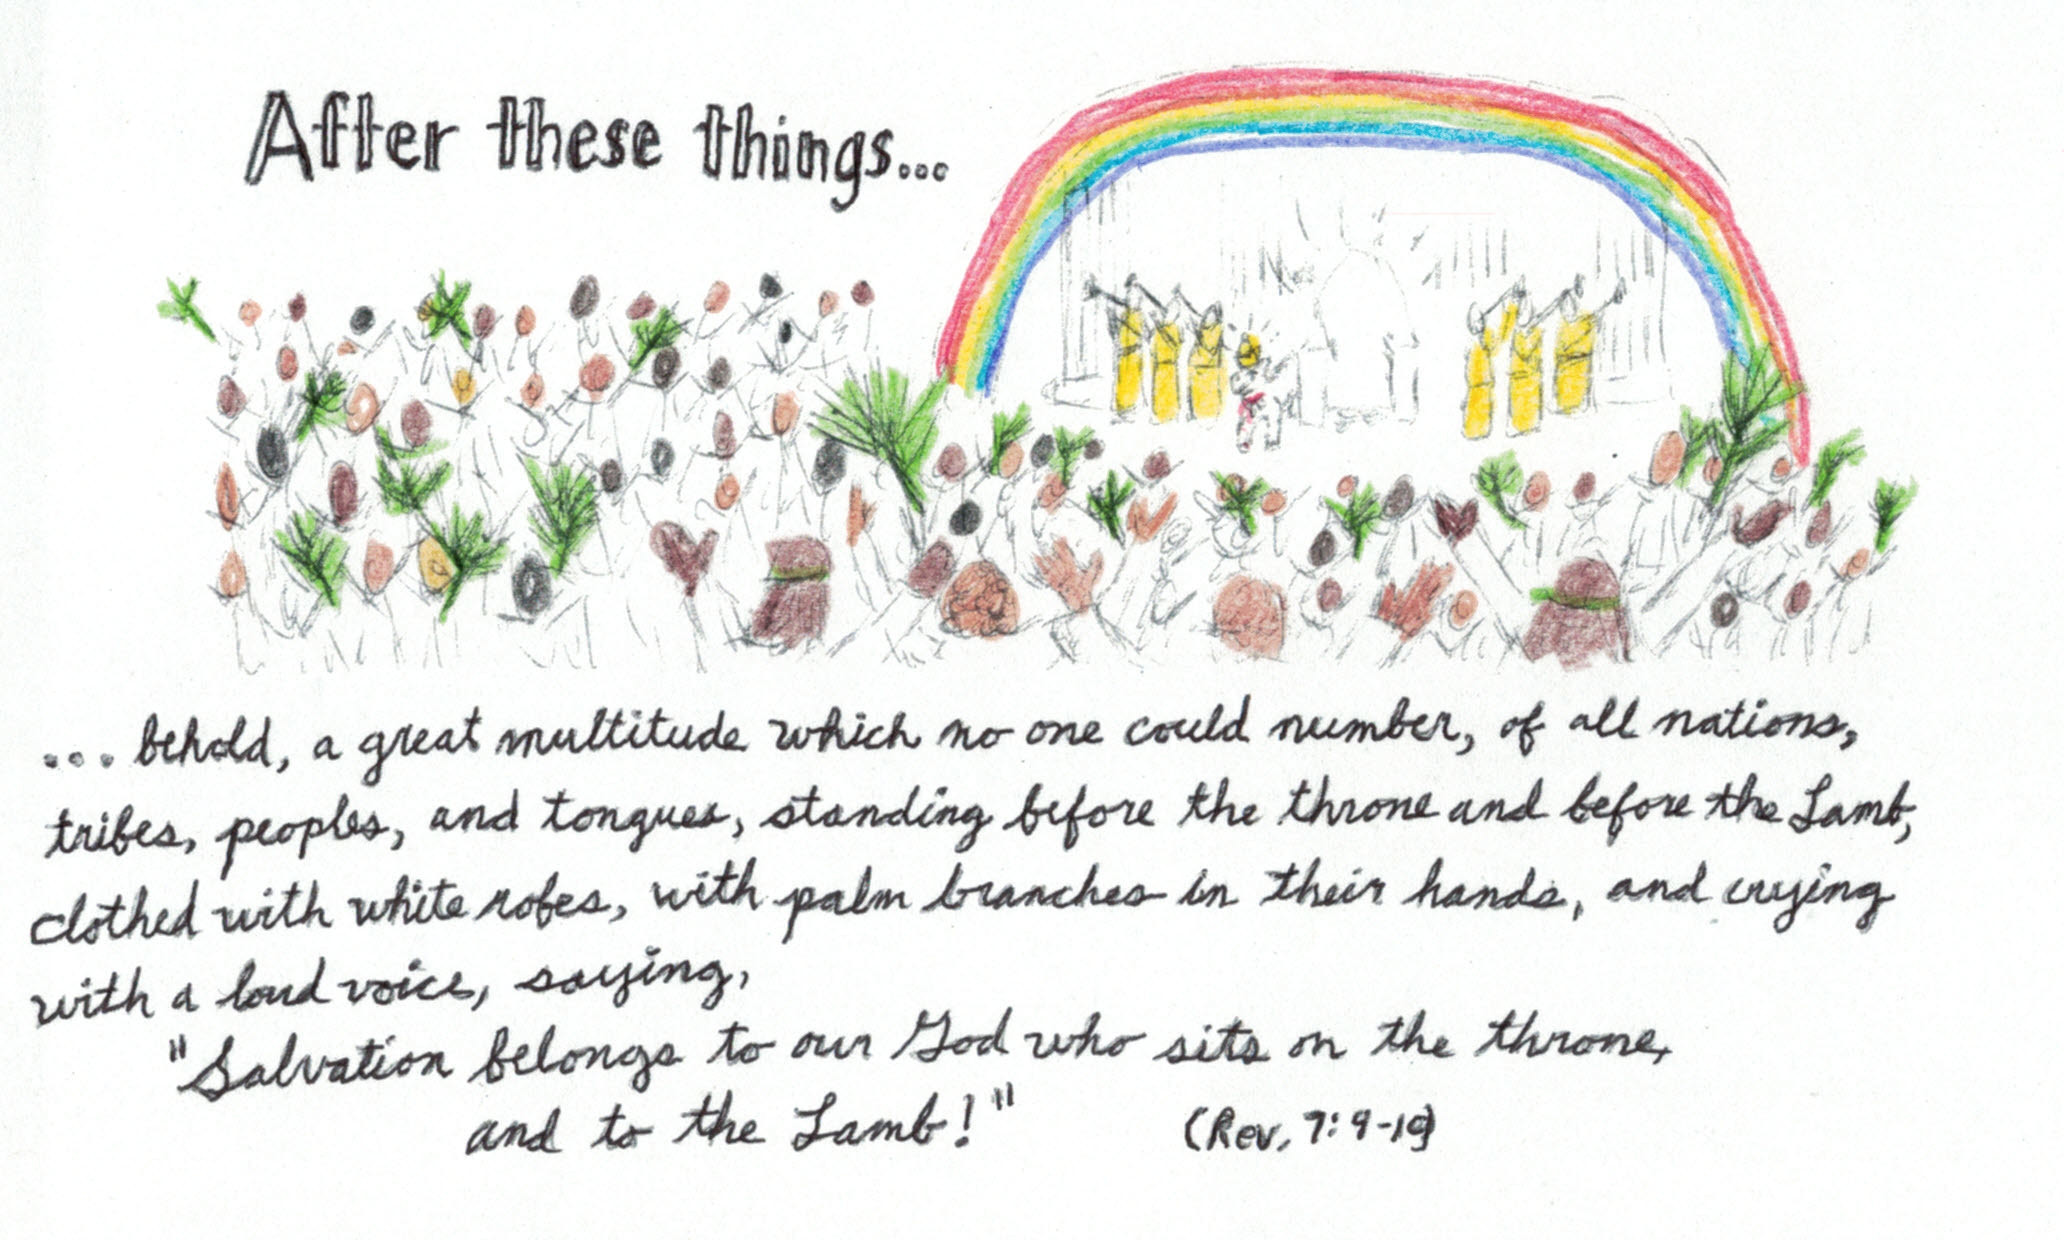 After these things...
... behold, a great multitude which no one could number, of all nations,
tribes, peoples, and tongues, standing before the throne and before the Lamb,
clothed with white robes, with palm branches in their hands, and crying
with a loud voice, saying,
"Salvation belongs to our God who sits on the throne,
and to the Lamb!" (Rev. 7:9-10)